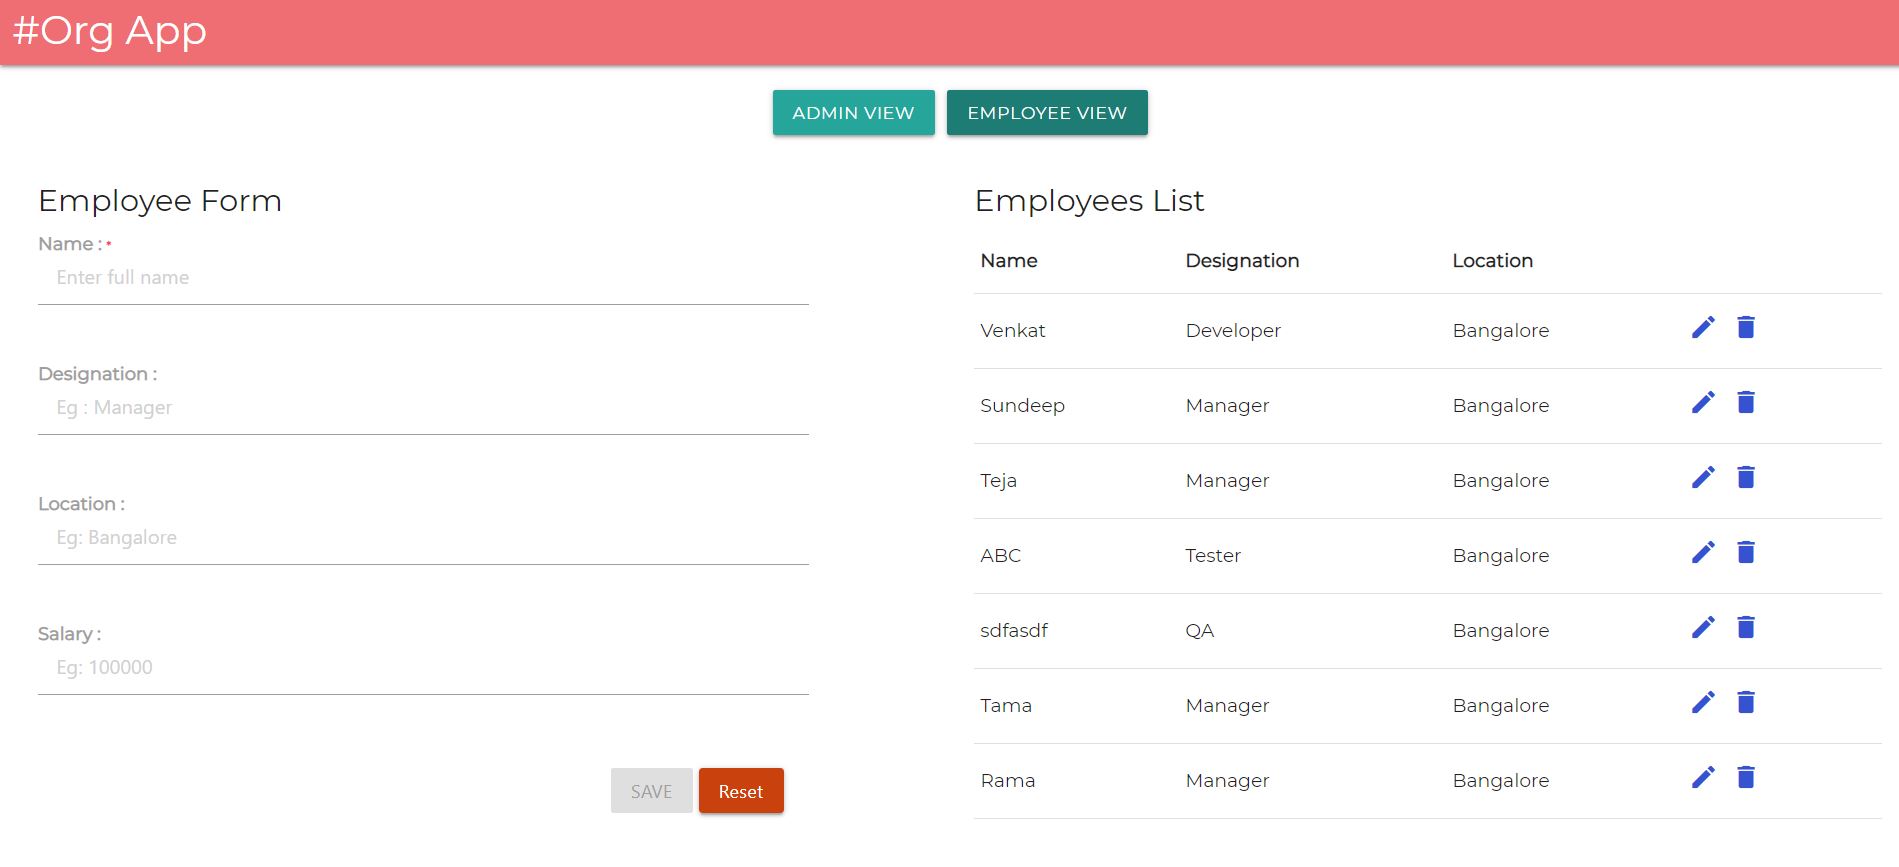 #Org App
ADMIN VIEW EMPLOYEE VIEW
Employee Form
Name : *
Enter full name
Designation :
Eg : Manager
Location :
Eg: Bangalore
Salary :
Eg: 100000
SAVE Reset
Employees List
Name Designation Location
Venkat Developer Bangalore
Sundeep Manager Bangalore
Teja Manager Bangalore
ABC Tester Bangalore
sdfasdf QA Bangalore
Tama Manager Bangalore
Rama Manager Bangalore